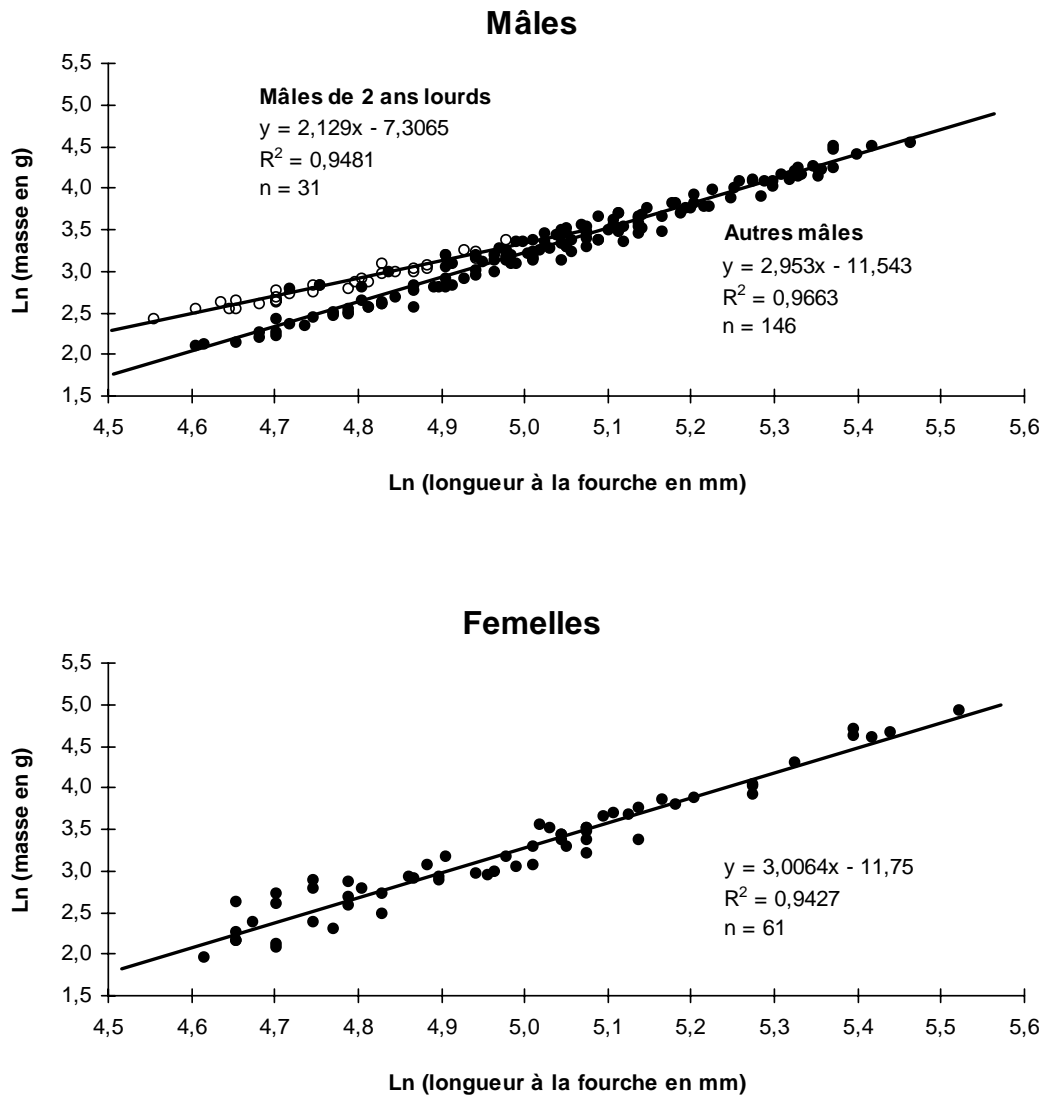 Mâles
5,5
5,0
4,5
4,0
3,5
3,0
2,5
2,0
1,5
Ln (masse en g)
Mâles de 2 ans lourds
y = 2,129x - 7,3065
R² = 0,9481
n = 31
Autres mâles
y = 2,953x - 11,543
R² = 0,9663
n = 146
4,5 4,6 4,7 4,8 4,9 5,0 5,1 5,2 5,3 5,4 5,5 5,6
Ln (longueur à la fourche en mm)
Femelles
5,5
5,0
4,5
4,0
3,5
3,0
2,5
2,0
1,5
Ln (masse en g)
y = 3,0064x - 11,75
R² = 0,9427
n = 61
4,5 4,6 4,7 4,8 4,9 5,0 5,1 5,2 5,3 5,4 5,5 5,6
Ln (longueur à la fourche en mm)